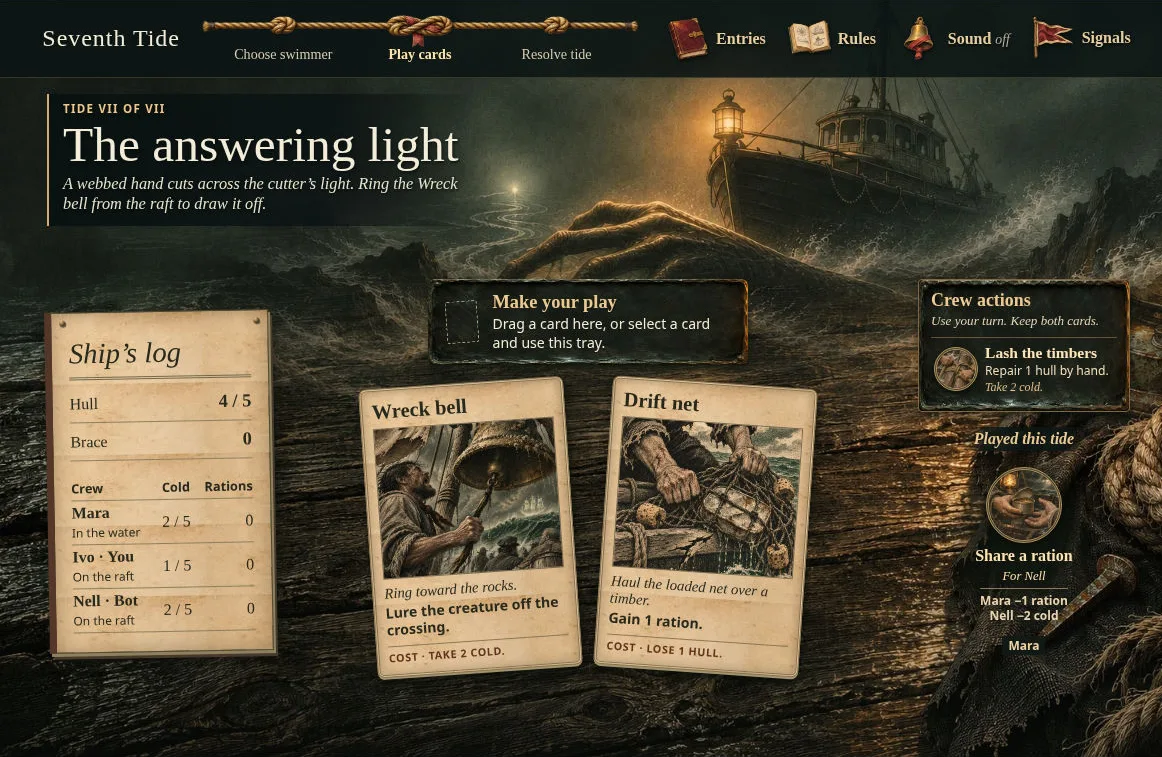 Seventh Tide
Choose swimmer
Play cards
Resolve tide
Entries
Rules
Sound off
Signals
TIDE VII OF VII
The answering light
A webbed hand cuts across the cutter’s light. Ring the Wreck
bell from the raft to draw it off.
Ship’s log
Hull 4 / 5
Brace 0
Crew Cold Rations
Mara
In the water 2 / 5 0
Ivo · You
On the raft 1 / 5 0
Nell · Bot
On the raft 2 / 5 0
Make your play
Drag a card here, or select a card
and use this tray.
Wreck bell
Ring toward the rocks.
Lure the creature off the
crossing.
COST · TAKE 2 COLD.
Drift net
Haul the loaded net over a
timber.
Gain 1 ration.
COST · LOSE 1 HULL.
Crew actions
Use your turn. Keep both cards.
Lash the timbers
Repair 1 hull by hand.
Take 2 cold.
Played this tide
Share a ration
For Nell
Mara −1 ration
Nell −2 cold
Mara